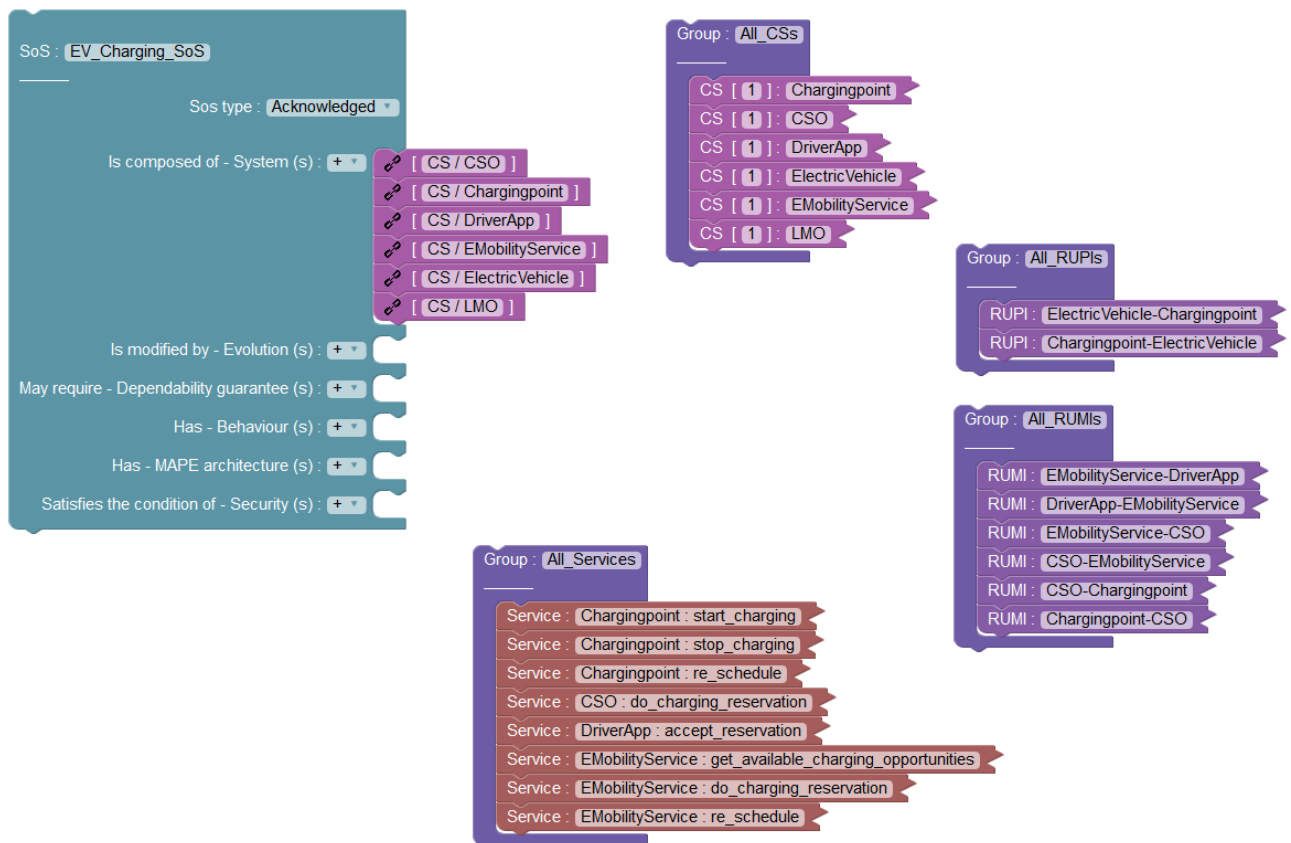 SoS : EV_Charging_SoS
Sos type : Acknowledged
Is composed of - System (s) : +
[ CS / CSO ]
[ CS / Chargingpoint ]
[ CS / DriverApp ]
[ CS / EMobilityService ]
[ CS / ElectricVehicle ]
[ CS / LMO ]
Is modified by - Evolution (s) : +
May require - Dependability guarantee (s) : +
Has - Behaviour (s) : +
Has - MAPE architecture (s) : +
Satisfies the condition of - Security (s) : +
Group : All_CSs
CS [ 1 ] : Chargingpoint
CS [ 1 ] : CSO
CS [ 1 ] : DriverApp
CS [ 1 ] : ElectricVehicle
CS [ 1 ] : EMobilityService
CS [ 1 ] : LMO
Group : All_RUPIs
RUPI : ElectricVehicle-Chargingpoint
RUPI : Chargingpoint-ElectricVehicle
Group : All_RUMIs
RUMI : EMobilityService-DriverApp
RUMI : DriverApp-EMobilityService
RUMI : EMobilityService-CSO
RUMI : CSO-EMobilityService
RUMI : CSO-Chargingpoint
RUMI : Chargingpoint-CSO
Group : All_Services
Service : Chargingpoint : start_charging
Service : Chargingpoint : stop_charging
Service : Chargingpoint : re_schedule
Service : CSO : do_charging_reservation
Service : DriverApp : accept_reservation
Service : EMobilityService : get_available_charging_opportunities
Service : EMobilityService : do_charging_reservation
Service : EMobilityService : re_schedule